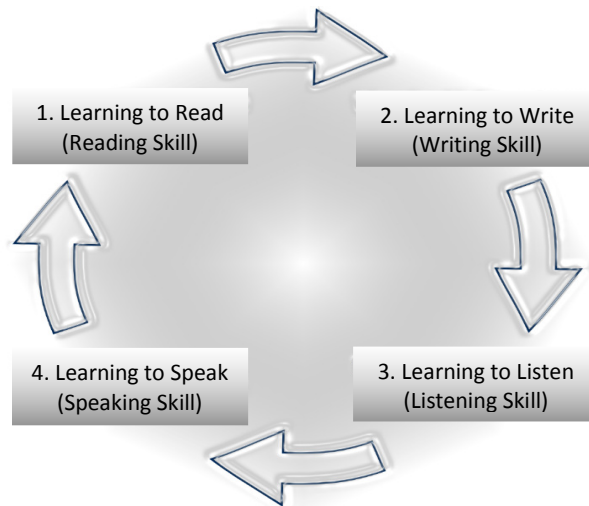 1. Learning to Read
(Reading Skill)
2. Learning to Write
(Writing Skill)
3. Learning to Listen
(Listening Skill)
4. Learning to Speak
(Speaking Skill)